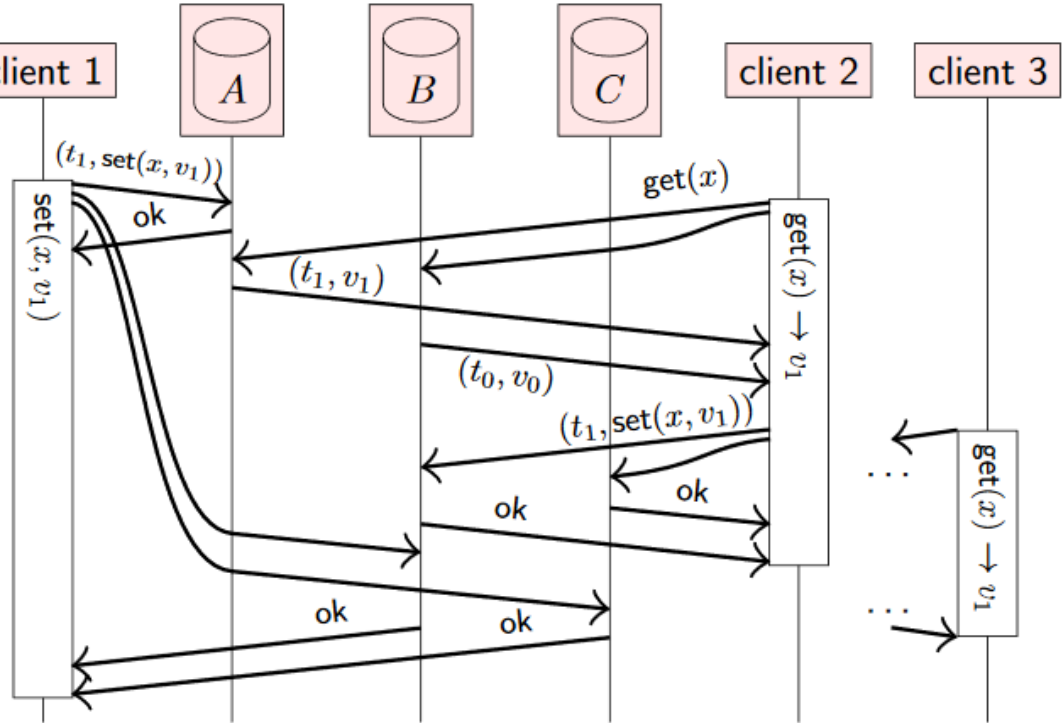 lient 1
A
B
C
client 2
client 3
(t₁, set(x, v₁))
get(x)
ok
set(x, v₁)
get(x) → v₁
(t₁, v₁)
(t₀, v₀)
(t₁, set(x, v₁))
get(x) → v₁
...
ok
ok
...
ok
ok